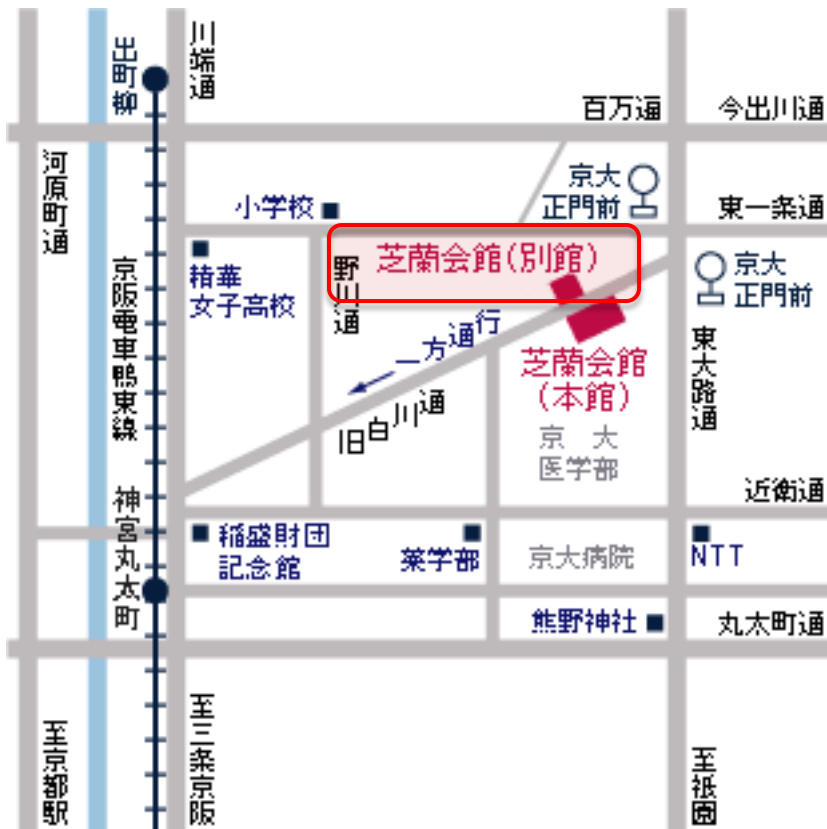 出町柳
川端通
百万遍
今出川通
河原町通
小学校
京大
正門前
東一条通
精華
女子高校
野川通
芝蘭会館(別館)
京大
正門前
京阪電車鴨東線
一方通行
旧白川通
芝蘭会館
(本館)
東大路通
京大
医学部
近衛通
神宮丸太町
稲盛財団
記念館
薬学部
京大病院
NTT
熊野神社
丸太町通
至京都駅
至三条京阪
至祇園